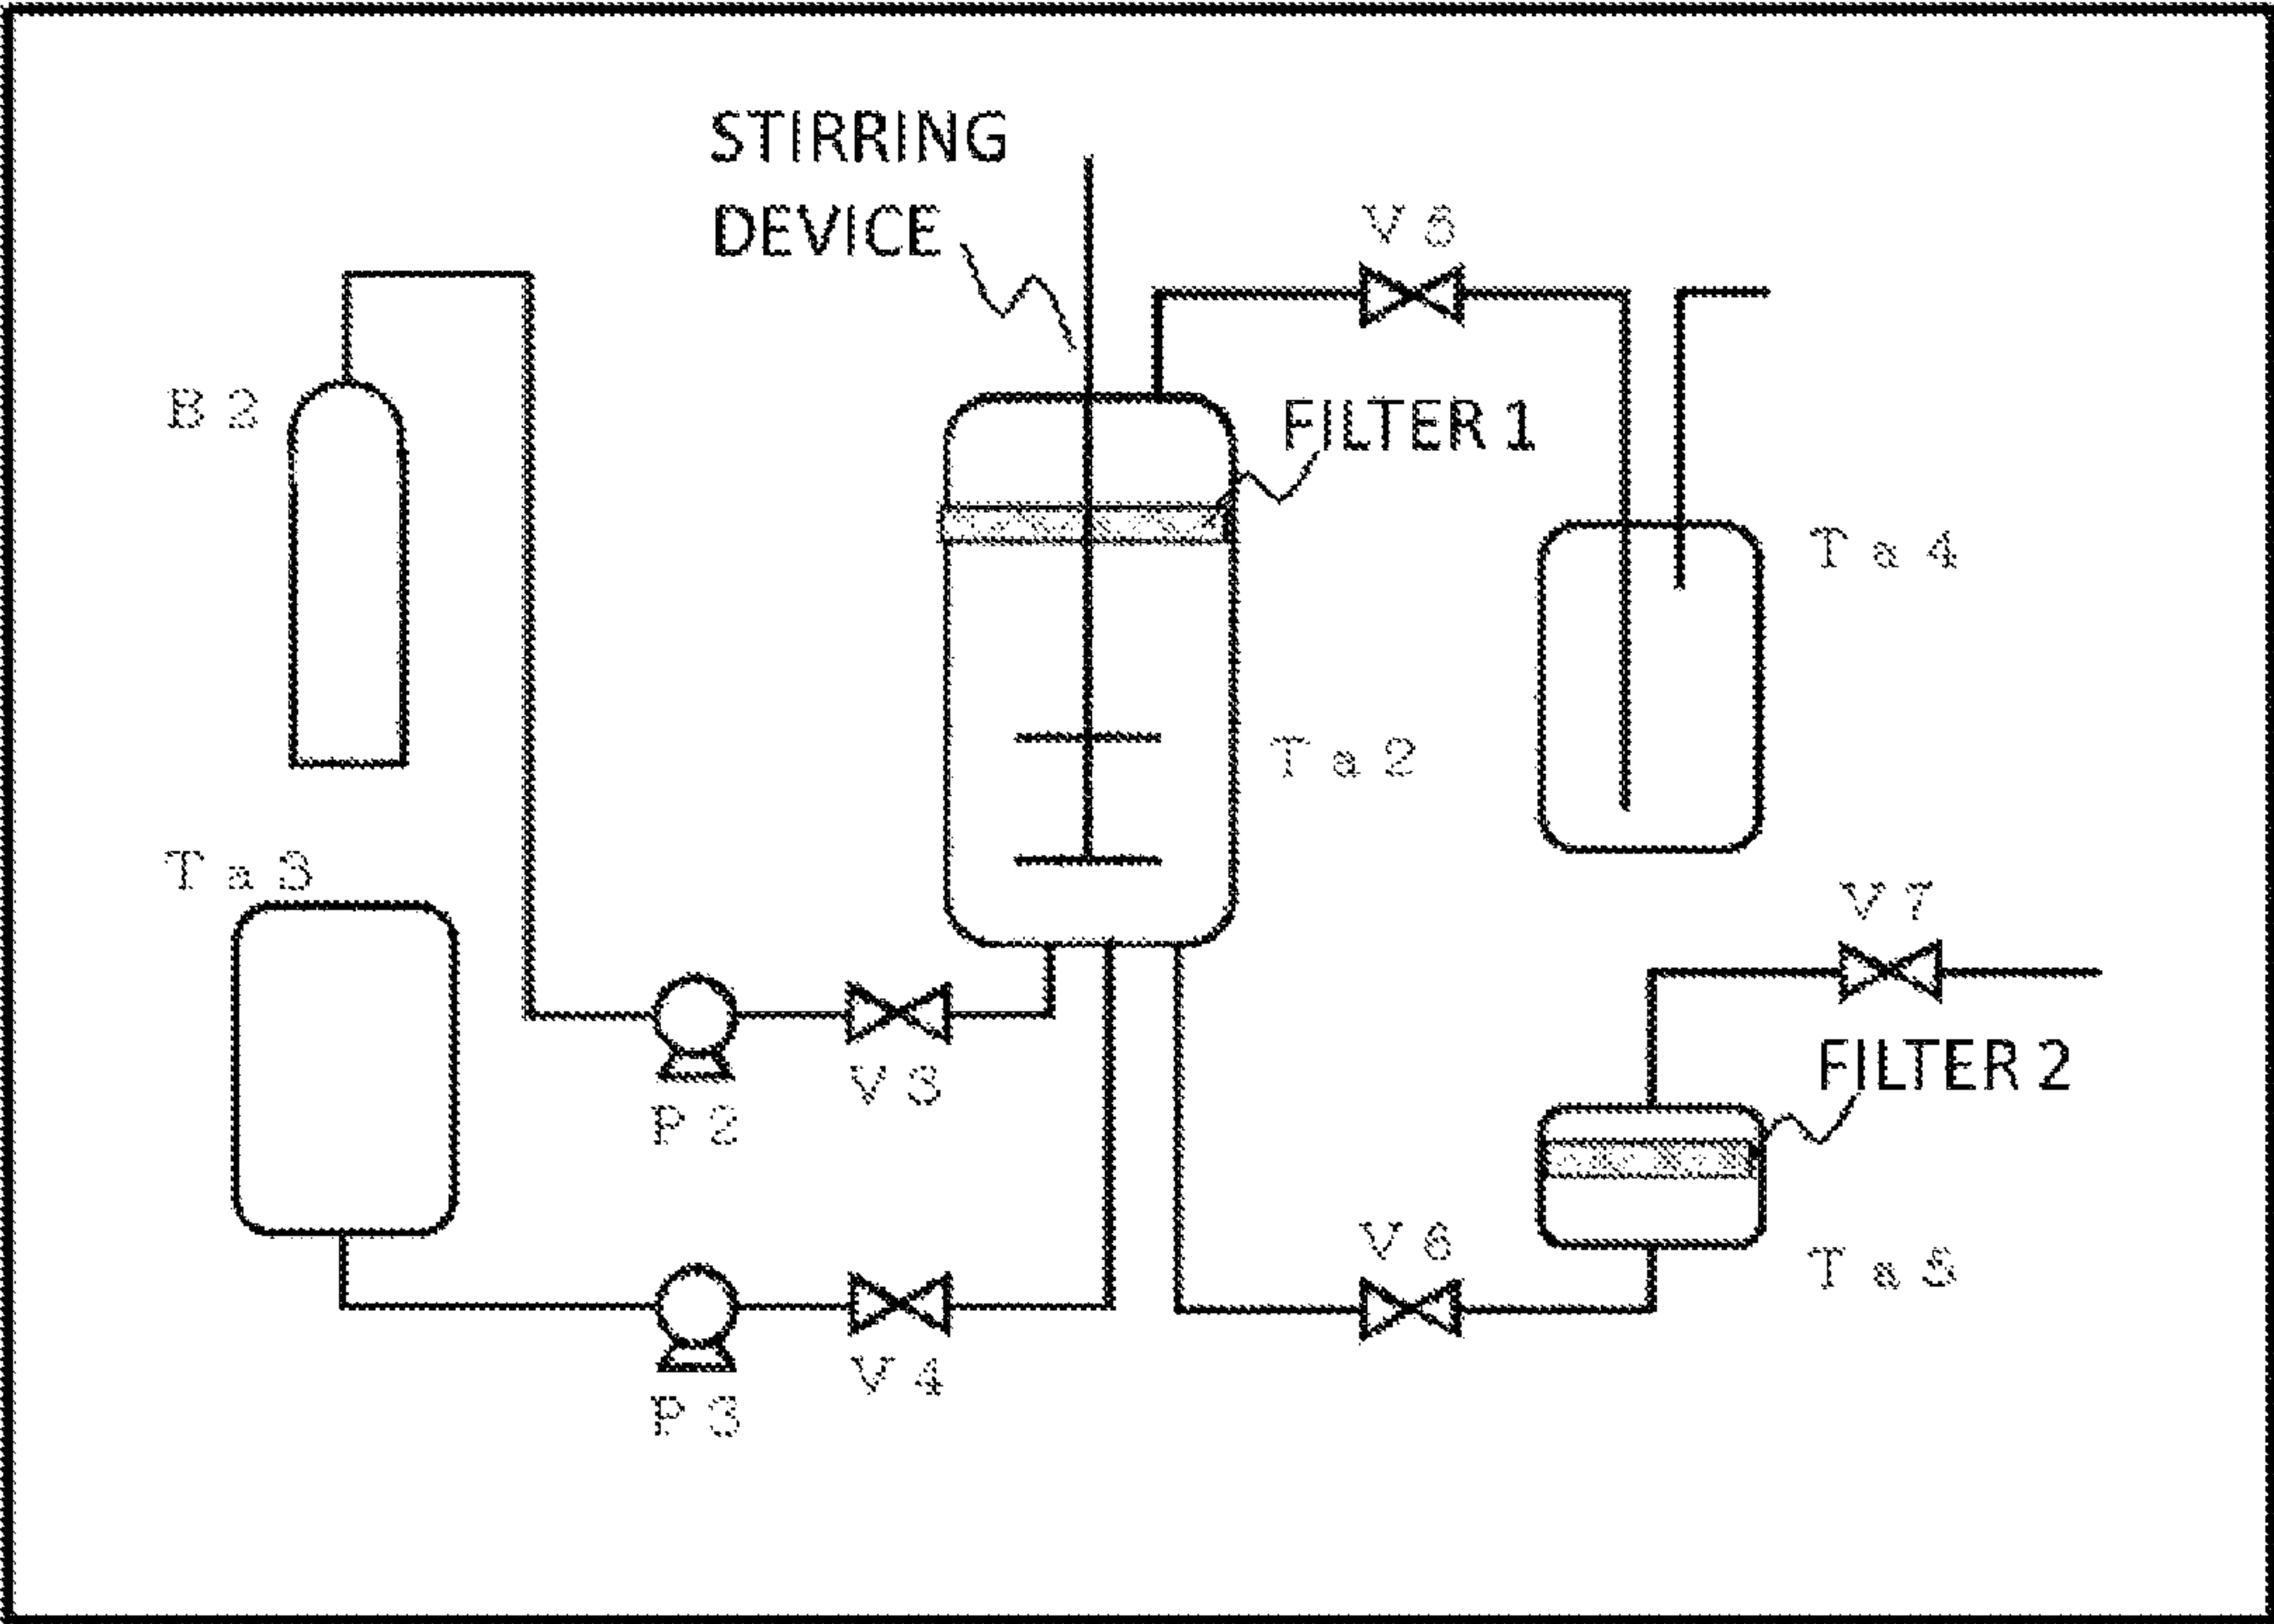 STIRRING
DEVICE
V 5
B 2
FILTER 1
T a 4
T a 2
T a 3
V 7
FILTER 2
P 2
V 3
V 6
T a 5
P 3
V 4